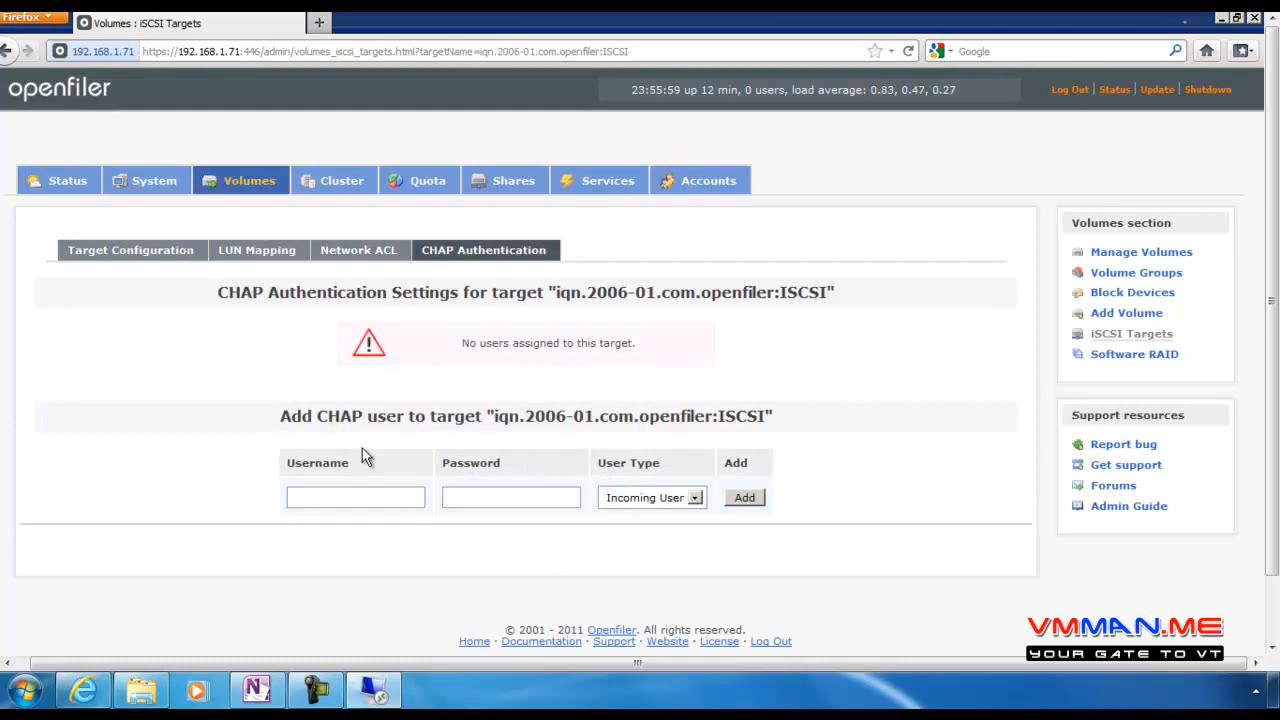 Firefox
Volumes : iSCSI Targets
192.168.1.71 https://192.168.1.71:446/admin/volumes_iscsi_targets.html?targetName=iqn.2006-01.com.openfiler:ISCSI
Google
openfiler
23:55:59 up 12 min, 0 users, load average: 0.83, 0.47, 0.27
Log Out | Status | Update | Shutdown
Status System Volumes Cluster Quota Shares Services Accounts
Target Configuration LUN Mapping Network ACL CHAP Authentication
CHAP Authentication Settings for target "iqn.2006-01.com.openfiler:ISCSI"
No users assigned to this target.
Add CHAP user to target "iqn.2006-01.com.openfiler:ISCSI"
Username Password User Type Add
Incoming User Add
Volumes section
Manage Volumes
Volume Groups
Block Devices
Add Volume
iSCSI Targets
Software RAID
Support resources
Report bug
Get support
Forums
Admin Guide
© 2001 - 2011 Openfiler. All rights reserved.
Home · Documentation · Support · Website · License · Log Out
VMMAN.ME
YOUR GATE TO VT